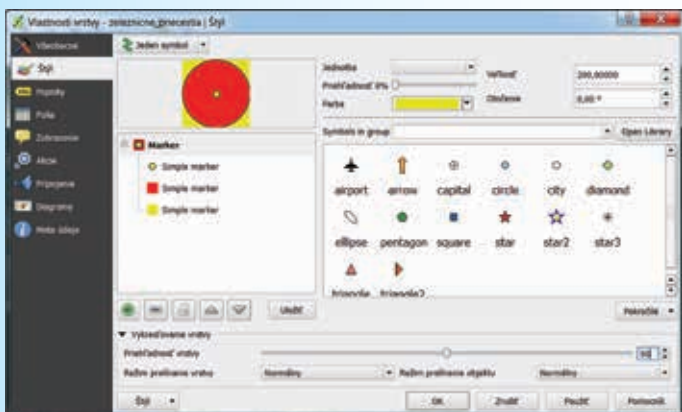 Vlastnosti vrstvy - zeleznicne_priecestia | Štýl
Všeobecné
Štýl
Popisky
Polia
Zobrazenie
Akcie
Pripojenia
Diagramy
Meta údaje
Jeden symbol
Jednotka
Priehľadnosť 0%
Farba
Veľkosť 200,00000
Otočenie 0,00 °
Symbols in group
Open Library
Marker
Simple marker
Simple marker
Simple marker
airport arrow capital circle city diamond
ellipse pentagon square star star2 star3
triangle triangle2
Uložiť
Pokročilé
Vykresľovanie vrstvy
Priehľadnosť vrstvy
Režim prelínania vrstvy Normálny Režim prelínania objektu Normálny
Štýl OK Zrušiť Použiť Pomocník